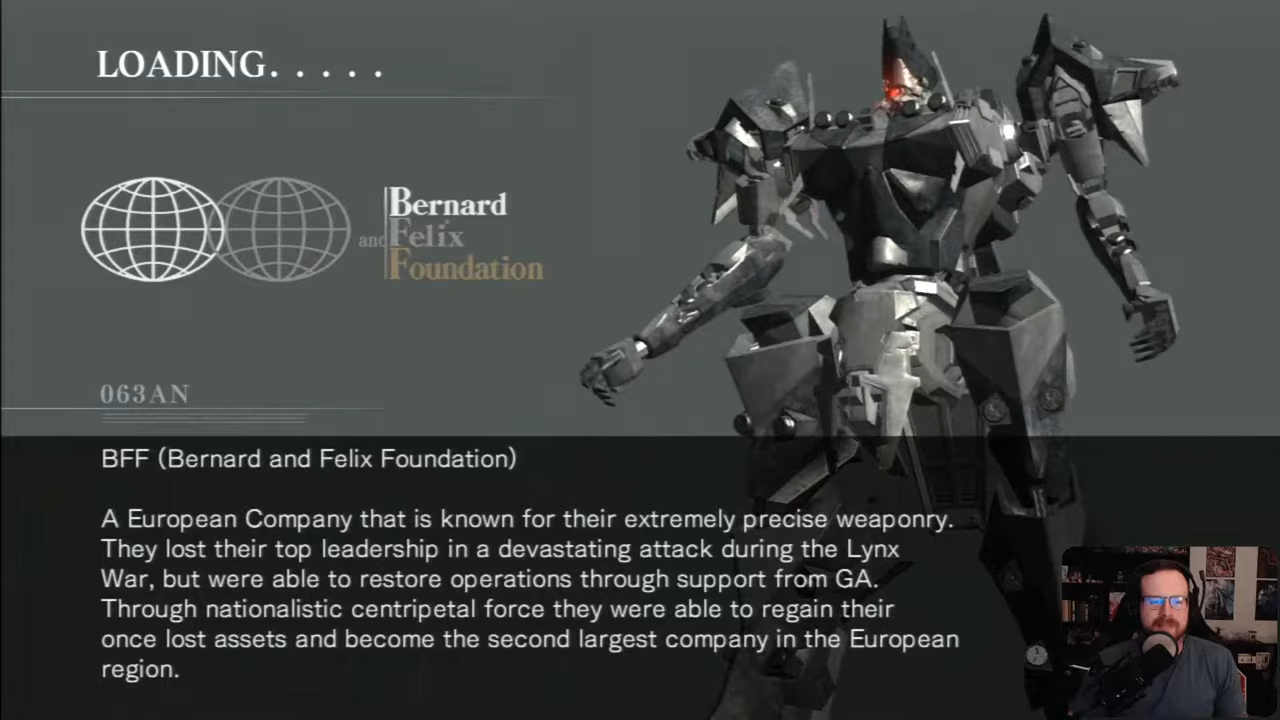 LOADING. . . . .
Bernard
and Felix
Foundation
063AN
BFF (Bernard and Felix Foundation)
A European Company that is known for their extremely precise weaponry.
They lost their top leadership in a devastating attack during the Lynx
War, but were able to restore operations through support from GA.
Through nationalistic centripetal force they were able to regain their
once lost assets and become the second largest company in the European
region.